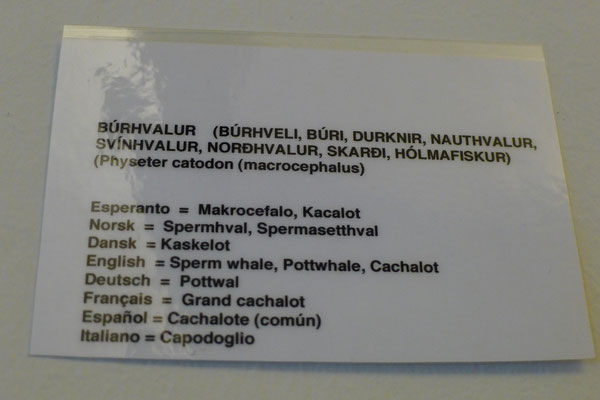 BÚRHVALUR (BÚRHVELI, BÚRI, DURKNIR, NAUTHVALUR,
SVÍNHVALUR, NORÐHVALUR, SKARÐI, HÓLMAFISKUR)
(Physeter catodon (macrocephalus)
Esperanto = Makrocefalo, Kacalot
Norsk = Spermhval, Spermasetthval
Dansk = Kaskelot
English = Sperm whale, Pottwhale, Cachalot
Deutsch = Pottwal
Français = Grand cachalot
Español = Cachalote (común)
Italiano = Capodoglio